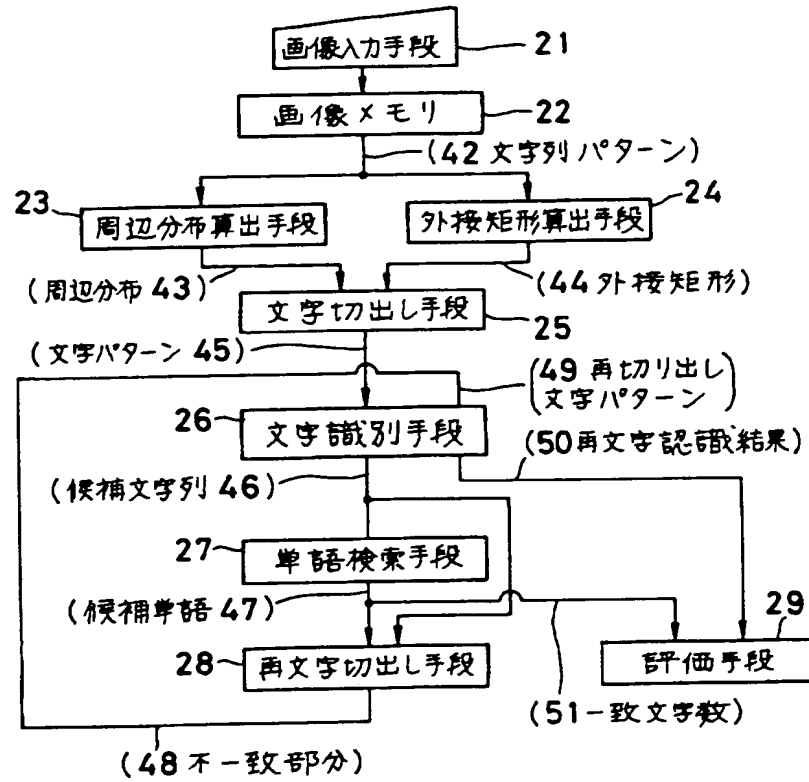 画像入力手段 21
画像メモリ 22
(42 文字列パターン)
23 周辺分布算出手段
24 外接矩形算出手段
(周辺分布 43)
(44 外接矩形)
文字切出し手段 25
(文字パターン 45)
(49 再切り出し
文字パターン)
26 文字識別手段
(50 再文字認識結果)
(候補文字列 46)
27 単語検索手段
(候補単語 47)
28 再文字切出し手段
29 評価手段
(51 一致文字数)
(48 不一致部分)